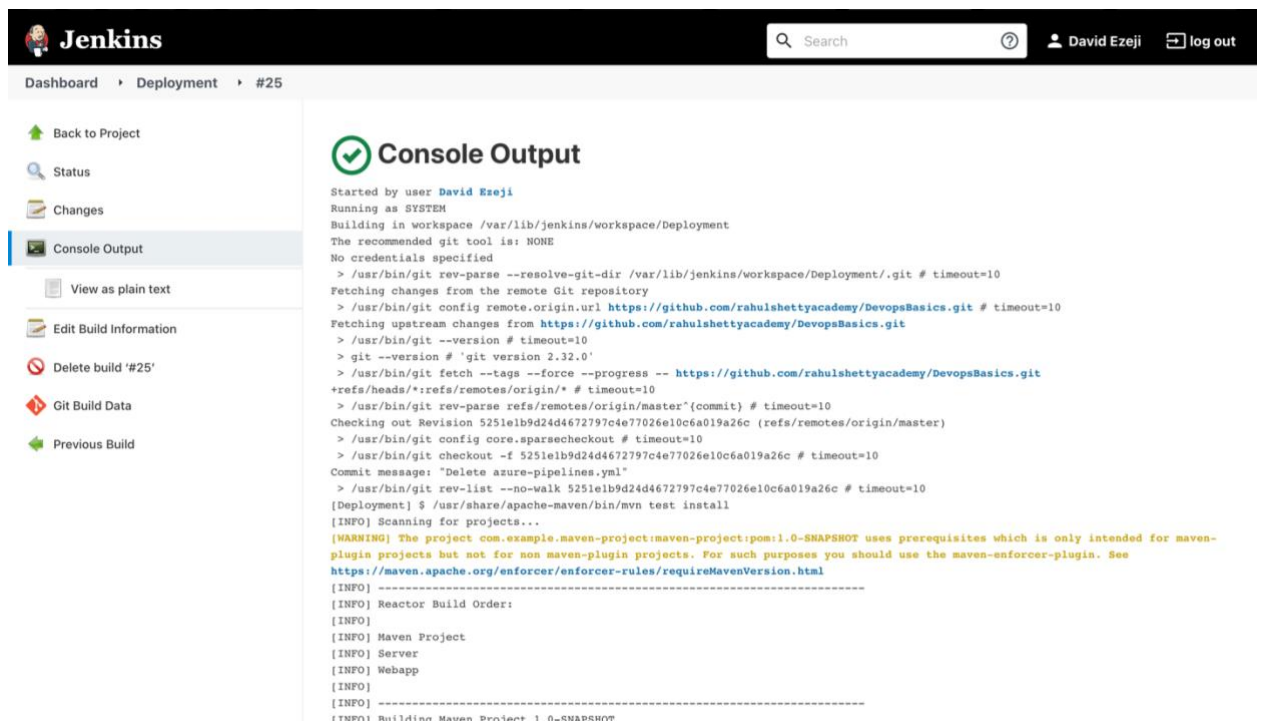 Jenkins
Search
David Ezeji
log out
Dashboard
Deployment
#25
Back to Project
Status
Changes
Console Output
View as plain text
Edit Build Information
Delete build '#25'
Git Build Data
Previous Build
Console Output
Started by user David Ezeji
Running as SYSTEM
Building in workspace /var/lib/jenkins/workspace/Deployment
The recommended git tool is: NONE
No credentials specified
> /usr/bin/git rev-parse --resolve-git-dir /var/lib/jenkins/workspace/Deployment/.git # timeout=10
Fetching changes from the remote Git repository
> /usr/bin/git config remote.origin.url https://github.com/rahulshettyacademy/DevopsBasics.git # timeout=10
Fetching upstream changes from https://github.com/rahulshettyacademy/DevopsBasics.git
> /usr/bin/git --version # timeout=10
> git --version # 'git version 2.32.0'
> /usr/bin/git fetch --tags --force --progress -- https://github.com/rahulshettyacademy/DevopsBasics.git
+refs/heads/*:refs/remotes/origin/* # timeout=10
> /usr/bin/git rev-parse refs/remotes/origin/master^{commit} # timeout=10
Checking out Revision 5251e1b9d24d4672797c4e77026e10c6a019a26c (refs/remotes/origin/master)
> /usr/bin/git config core.sparsecheckout # timeout=10
> /usr/bin/git checkout -f 5251e1b9d24d4672797c4e77026e10c6a019a26c # timeout=10
Commit message: "Delete azure-pipelines.yml"
> /usr/bin/git rev-list --no-walk 5251e1b9d24d4672797c4e77026e10c6a019a26c # timeout=10
[Deployment] $ /usr/share/apache-maven/bin/mvn test install
[INFO] Scanning for projects...
[WARNING] The project com.example.maven-project:maven-project:pom:1.0-SNAPSHOT uses prerequisites which is only intended for maven-
plugin projects but not for non maven-plugin projects. For such purposes you should use the maven-enforcer-plugin. See
https://maven.apache.org/enforcer/enforcer-rules/requireMavenVersion.html
[INFO] ------------------------------------------------------------------------
[INFO] Reactor Build Order:
[INFO]
[INFO] Maven Project
[INFO] Server
[INFO] Webapp
[INFO]
[INFO] ------------------------------------------------------------------------
[INFO] Building Maven Project 1.0-SNAPSHOT